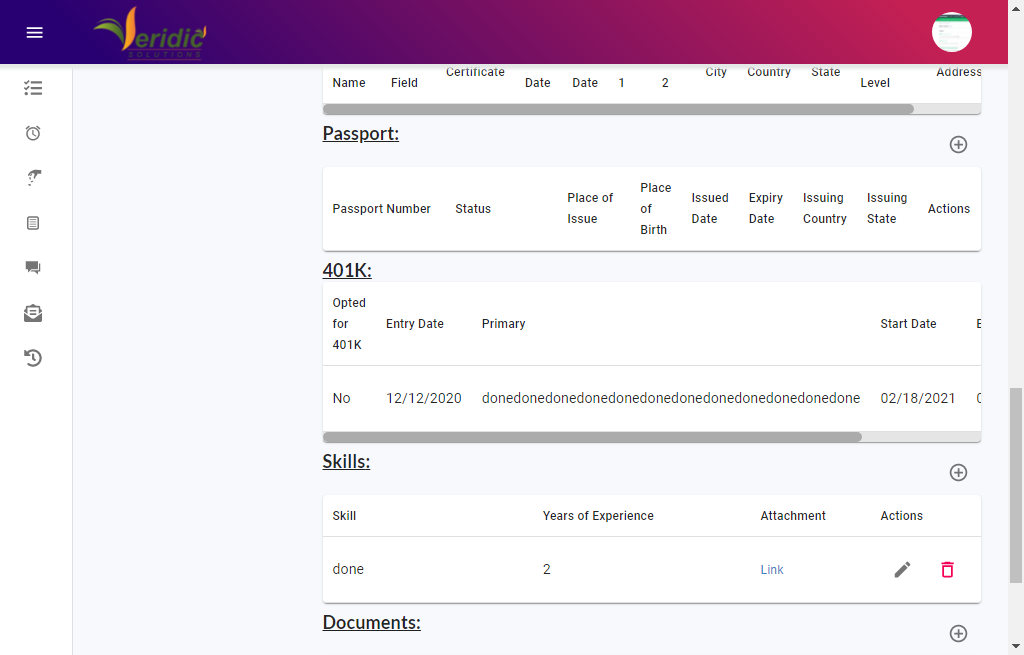 Veridic
SOLUTIONS
Name Field Certificate Date Date 1 2 City Country State Level Address
Passport:
Passport Number Status Place of Issue Place of Birth Issued Date Expiry Date Issuing Country Issuing State Actions
401K:
Opted for 401K Entry Date Primary Start Date E
No 12/12/2020 donedonedonedonedonedonedonedonedonedonedonedone 02/18/2021 0
Skills:
Skill Years of Experience Attachment Actions
done 2 Link
Documents: